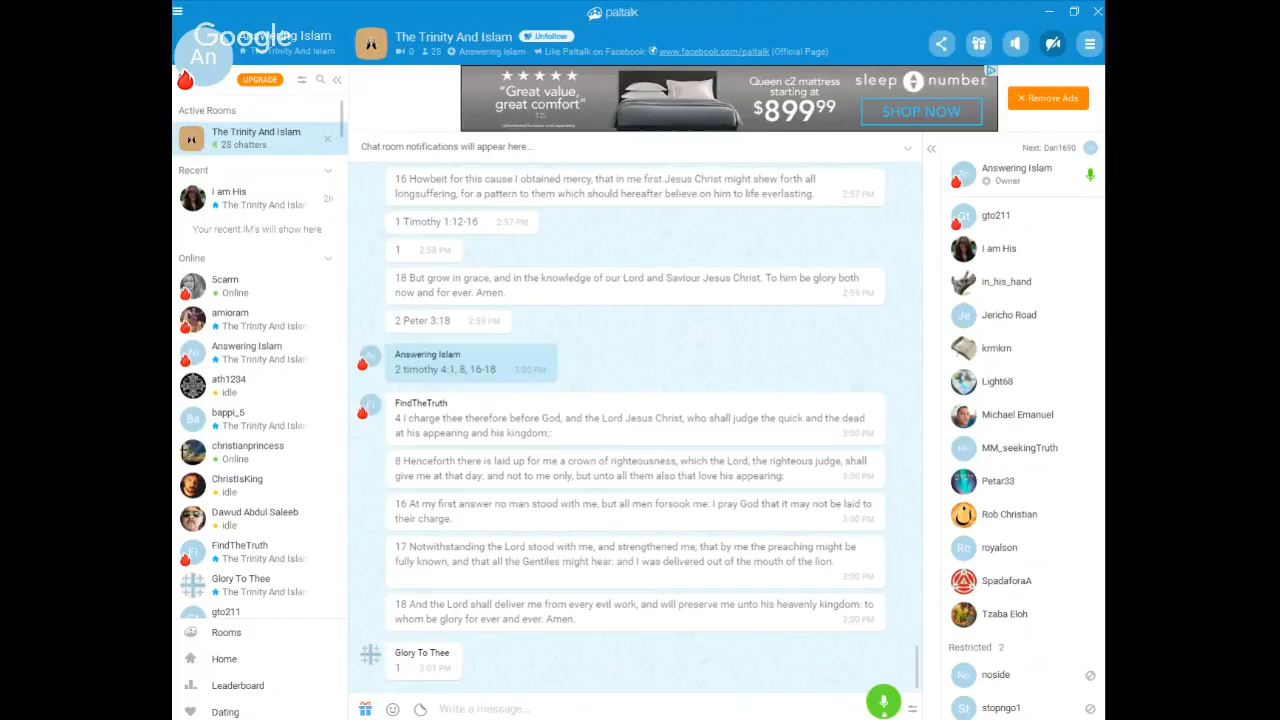 paltalk
Answering Islam
Google
An
The Trinity And Islam
The Trinity And Islam
Unfollow
0 28 Answering Islam Like Paltalk on Facebook: www.facebook.com/paltalk (Official Page)
UPGRADE
Active Rooms
The Trinity And Islam
28 chatters
Recent
I am His
2h
The Trinity And Islar
Your recent IM's will show here
Online
5carrn
Online
amioram
The Trinity And Islar
Answering Islam
The Trinity And Islar
ath1234
Idle
Ba
bappi_5
The Trinity And Islar
christianprincess
Online
ChristIsKing
Idle
Dawud Abdul Saleeb
Idle
Fi
FindTheTruth
The Trinity And Islar
Glory To Thee
The Trinity And Islar
gto211
Rooms
Home
Leaderboard
Dating
"Great value,
great comfort"
T.D.
Queen c2 mattress
starting at
$899.99
sleep number
SHOP NOW
Remove Ads
Chat room notifications will appear here...
16 Howbeit for this cause I obtained mercy, that in me first Jesus Christ might shew forth all
longsuffering, for a pattern to them which should hereafter believe on him to life everlasting.
2:57 PM
1 Timothy 1:12-16 2:57 PM
1 2:58 PM
18 But grow in grace, and in the knowledge of our Lord and Saviour Jesus Christ. To him be glory both
now and for ever. Amen. 2:59 PM
2 Peter 3:18 2:59 PM
Answering Islam
2 timothy 4:1, 8, 16-18 3:00 PM
Fi
FindTheTruth
4 I charge thee therefore before God, and the Lord Jesus Christ, who shall judge the quick and the dead
at his appearing and his kingdom;: 3:00 PM
8 Henceforth there is laid up for me a crown of righteousness, which the Lord, the righteous judge, shall
give me at that day: and not to me only, but unto all them also that love his appearing: 3:00 PM
16 At my first answer no man stood with me, but all men forsook me: I pray God that it may not be laid to
their charge. 3:00 PM
17 Notwithstanding the Lord stood with me, and strengthened me; that by me the preaching might be
fully known, and that all the Gentiles might hear: and I was delivered out of the mouth of the lion.
3:00 PM
18 And the Lord shall deliver me from every evil work, and will preserve me unto his heavenly kingdom: to
whom be glory for ever and ever. Amen. 3:00 PM
Glory To Thee
1 3:01 PM
Write a message...
Next: Dan1690
An
Answering Islam
Owner
Gt
gto211
I am His
in_his_hand
Je
Jericho Road
krmkrn
Light68
Michael Emanuel
MM_seekingTruth
Petar33
Rob Christian
Ro
royalson
SpadaforaA
Tzaba Eloh
Restricted 2
No
noside
St
stopngo1